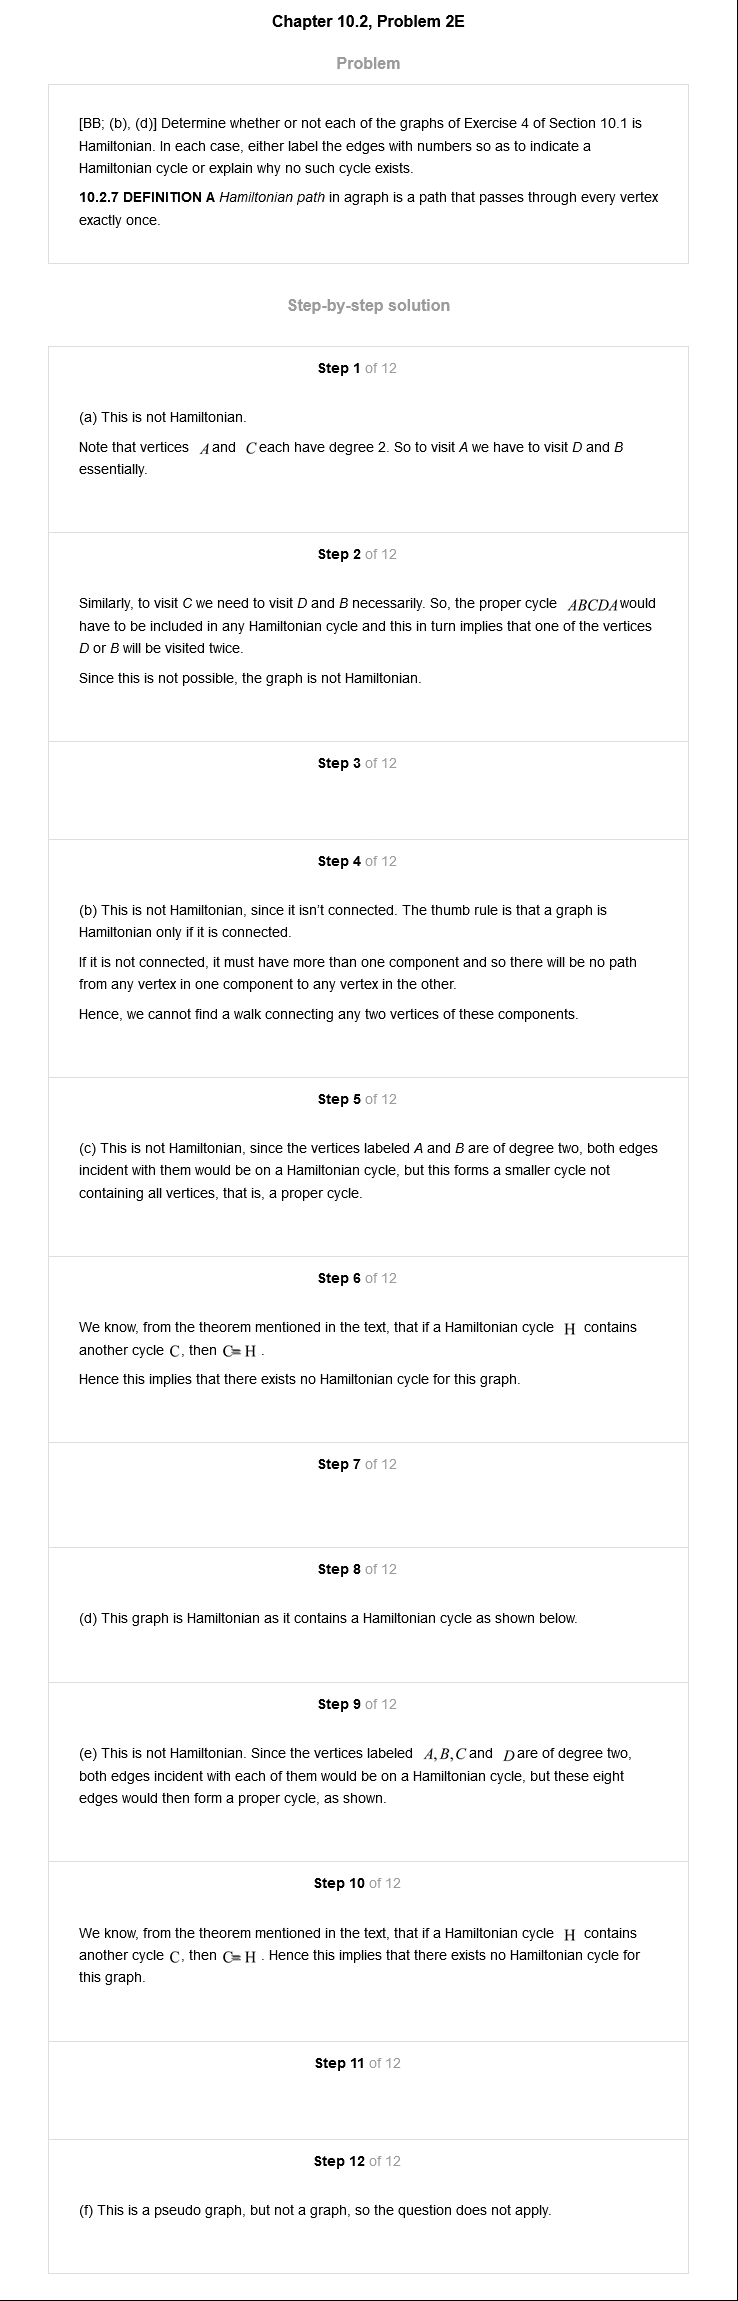 Chapter 10.2, Problem 2E
Problem
[BB; (b), (d)] Determine whether or not each of the graphs of Exercise 4 of Section 10.1 is
Hamiltonian. In each case, either label the edges with numbers so as to indicate a
Hamiltonian cycle or explain why no such cycle exists.
10.2.7 DEFINITION A Hamiltonian path in agraph is a path that passes through every vertex
exactly once.
Step-by-step solution
Step 1 of 12
(a) This is not Hamiltonian.
Note that vertices A and C each have degree 2. So to visit A we have to visit D and B
essentially.
Step 2 of 12
Similarly, to visit C we need to visit D and B necessarily. So, the proper cycle ABCDA would
have to be included in any Hamiltonian cycle and this in turn implies that one of the vertices
D or B will be visited twice.
Since this is not possible, the graph is not Hamiltonian.
Step 3 of 12
Step 4 of 12
(b) This is not Hamiltonian, since it isn't connected. The thumb rule is that a graph is
Hamiltonian only if it is connected.
If it is not connected, it must have more than one component and so there will be no path
from any vertex in one component to any vertex in the other.
Hence, we cannot find a walk connecting any two vertices of these components.
Step 5 of 12
(c) This is not Hamiltonian, since the vertices labeled A and B are of degree two, both edges
incident with them would be on a Hamiltonian cycle, but this forms a smaller cycle not
containing all vertices, that is, a proper cycle.
Step 6 of 12
We know, from the theorem mentioned in the text, that if a Hamiltonian cycle H contains
another cycle C, then C= H .
Hence this implies that there exists no Hamiltonian cycle for this graph.
Step 7 of 12
Step 8 of 12
(d) This graph is Hamiltonian as it contains a Hamiltonian cycle as shown below.
Step 9 of 12
(e) This is not Hamiltonian. Since the vertices labeled A, B, C and D are of degree two,
both edges incident with each of them would be on a Hamiltonian cycle, but these eight
edges would then form a proper cycle, as shown.
Step 10 of 12
We know, from the theorem mentioned in the text, that if a Hamiltonian cycle H contains
another cycle C, then C= H . Hence this implies that there exists no Hamiltonian cycle for
this graph.
Step 11 of 12
Step 12 of 12
(f) This is a pseudo graph, but not a graph, so the question does not apply.